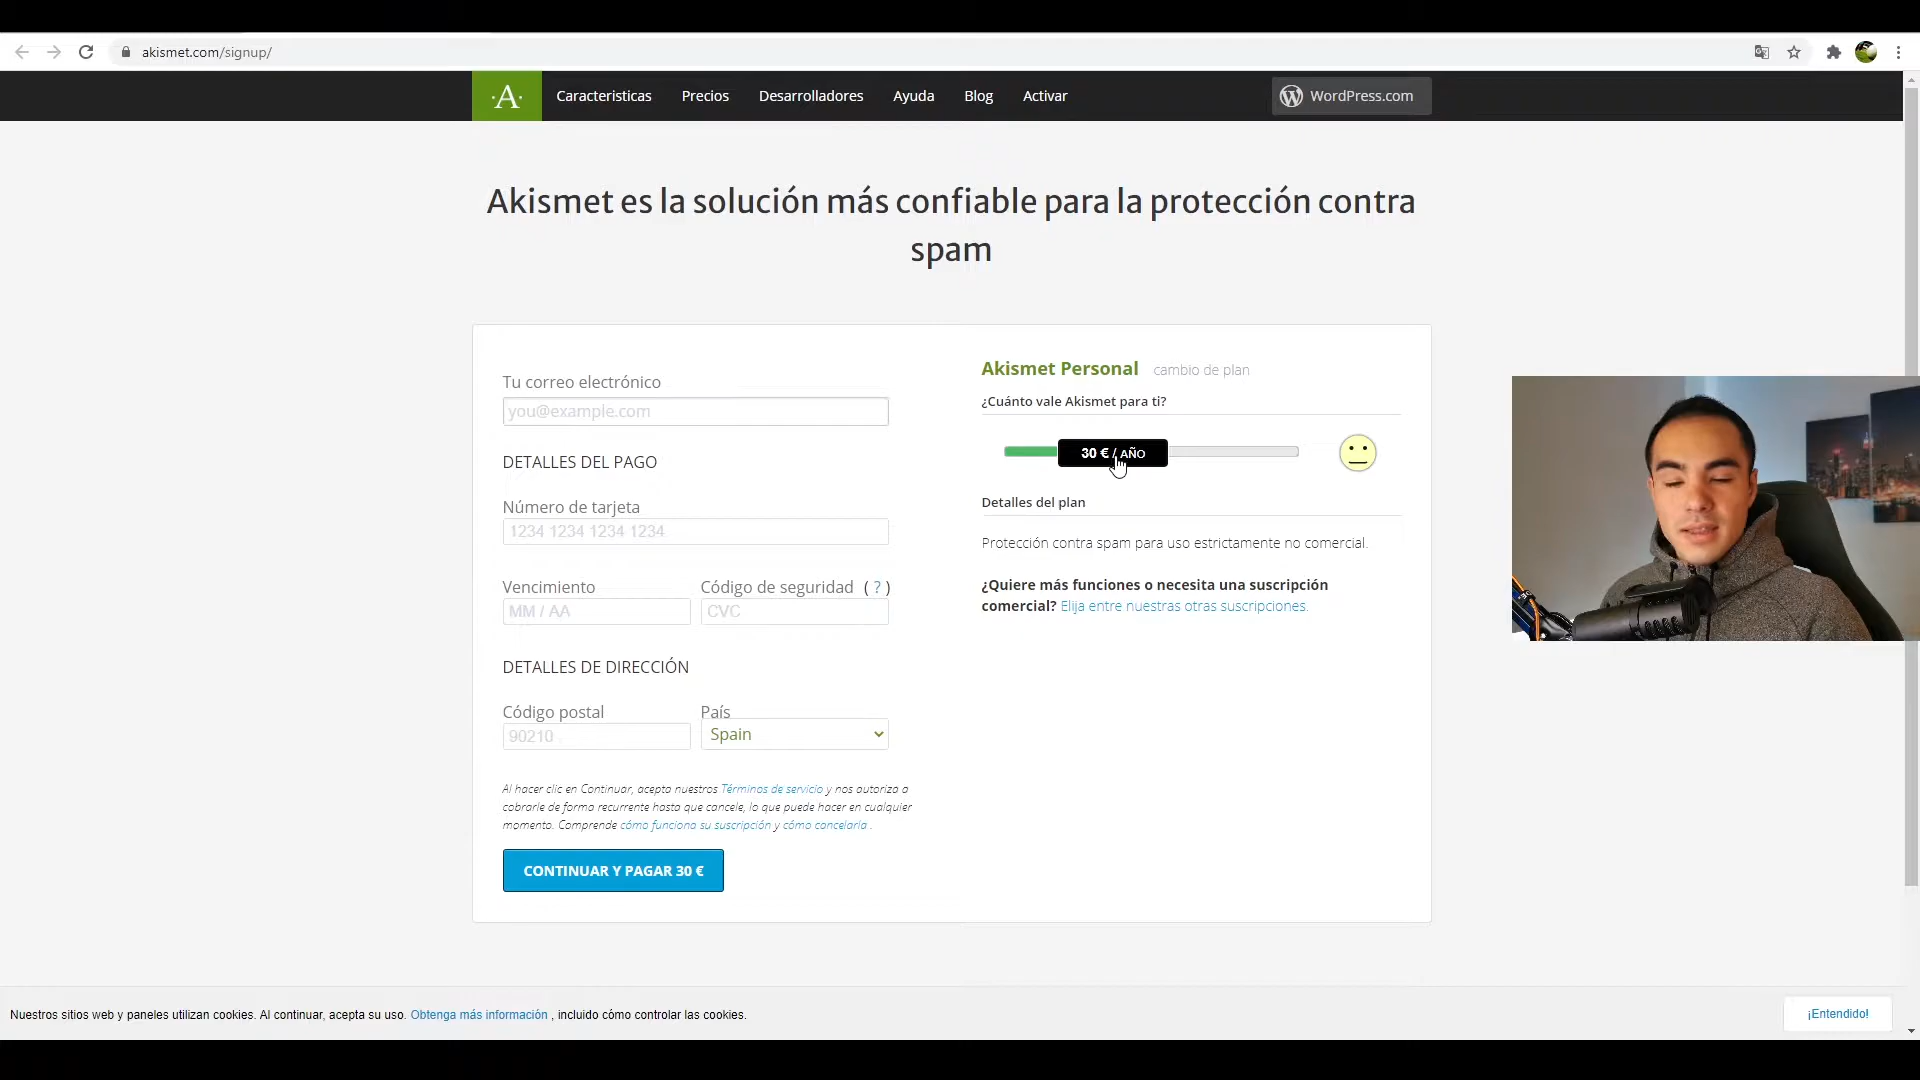 akismet.com/signup/
·A·
Caracteristicas
Precios
Desarrolladores
Ayuda
Blog
Activar
WordPress.com
Akismet es la solución más confiable para la protección contra
spam
Tu correo electrónico
you@example.com
DETALLES DEL PAGO
Número de tarjeta
1234 1234 1234 1234
Vencimiento
Código de seguridad ( ? )
MM / AA
CVC
DETALLES DE DIRECCIÓN
Código postal
País
90210
Spain
Al hacer clic en Continuar, acepta nuestros Términos de servicio y nos autoriza a
cobrarle de forma recurrente hasta que cancele, lo que puede hacer en cualquier
momento. Comprende cómo funciona su suscripción y cómo cancelarla .
CONTINUAR Y PAGAR 30 €
Akismet Personal cambio de plan
¿Cuánto vale Akismet para ti?
30 € / AÑO
Detalles del plan
Protección contra spam para uso estrictamente no comercial.
¿Quiere más funciones o necesita una suscripción
comercial? Elija entre nuestras otras suscripciones.
Nuestros sitios web y paneles utilizan cookies. Al continuar, acepta su uso. Obtenga más información , incluido cómo controlar las cookies.
¡Entendido!